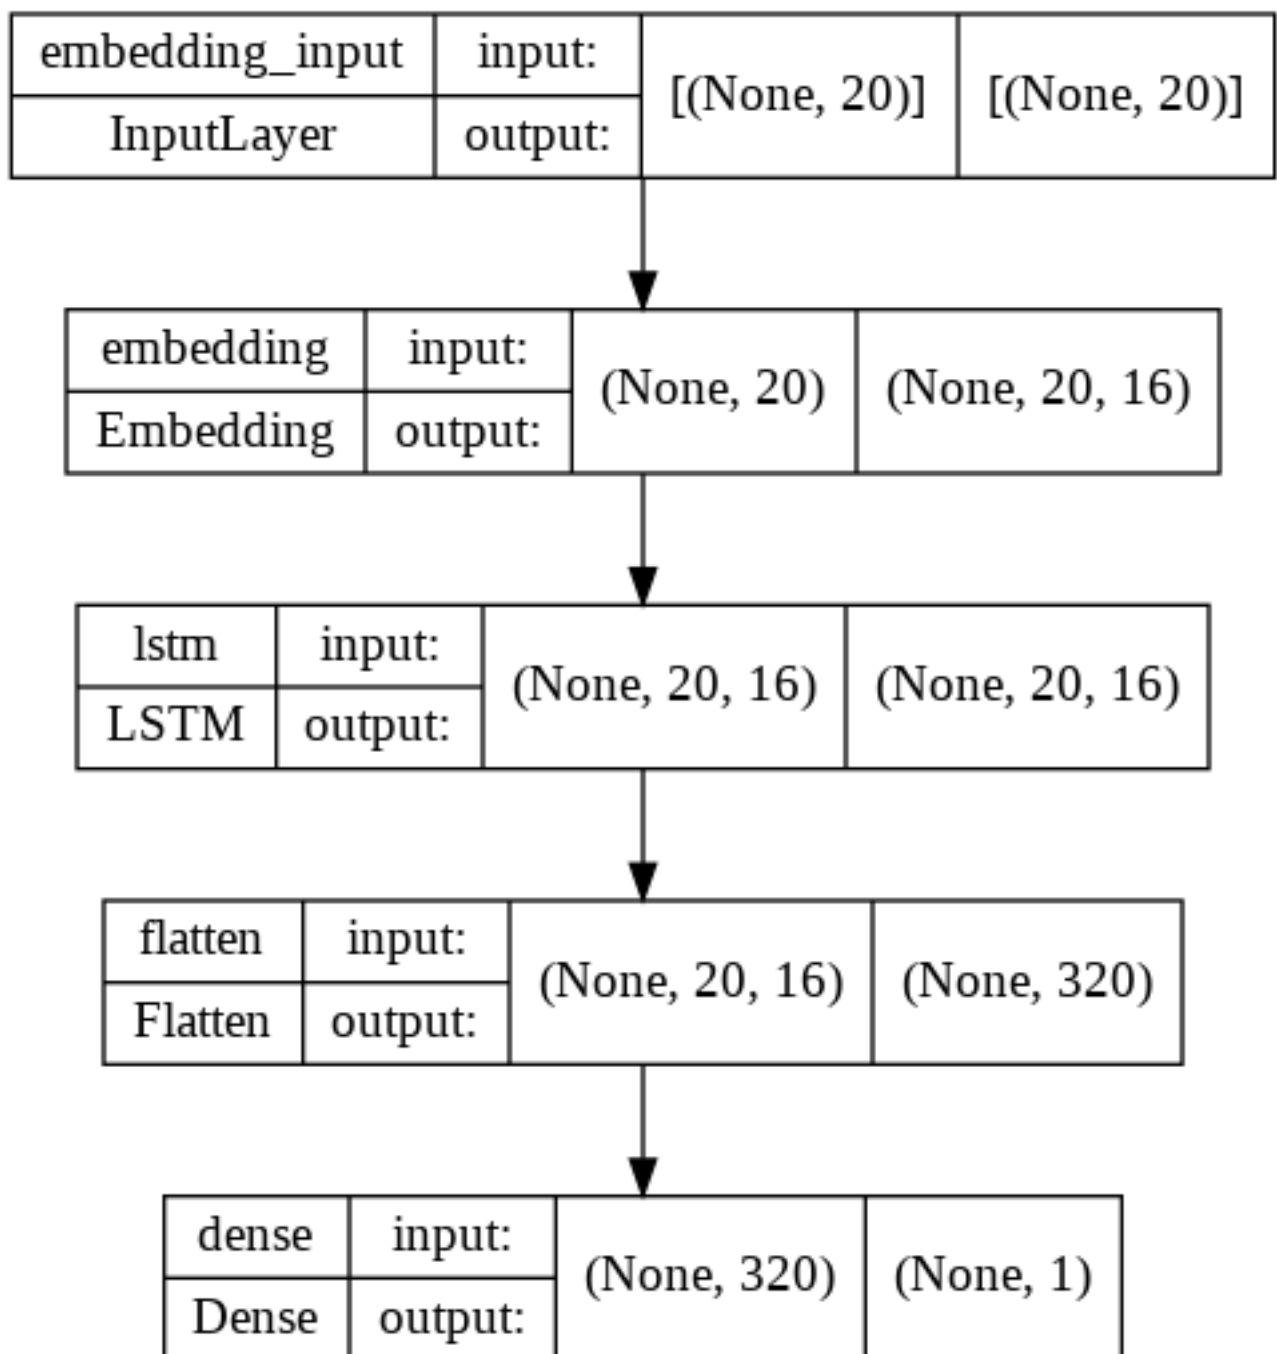 embedding_input input: [(None, 20)] [(None, 20)]
InputLayer output:
embedding input: (None, 20) (None, 20, 16)
Embedding output:
lstm input: (None, 20, 16) (None, 20, 16)
LSTM output:
flatten input: (None, 20, 16) (None, 320)
Flatten output:
dense input: (None, 320) (None, 1)
Dense output: